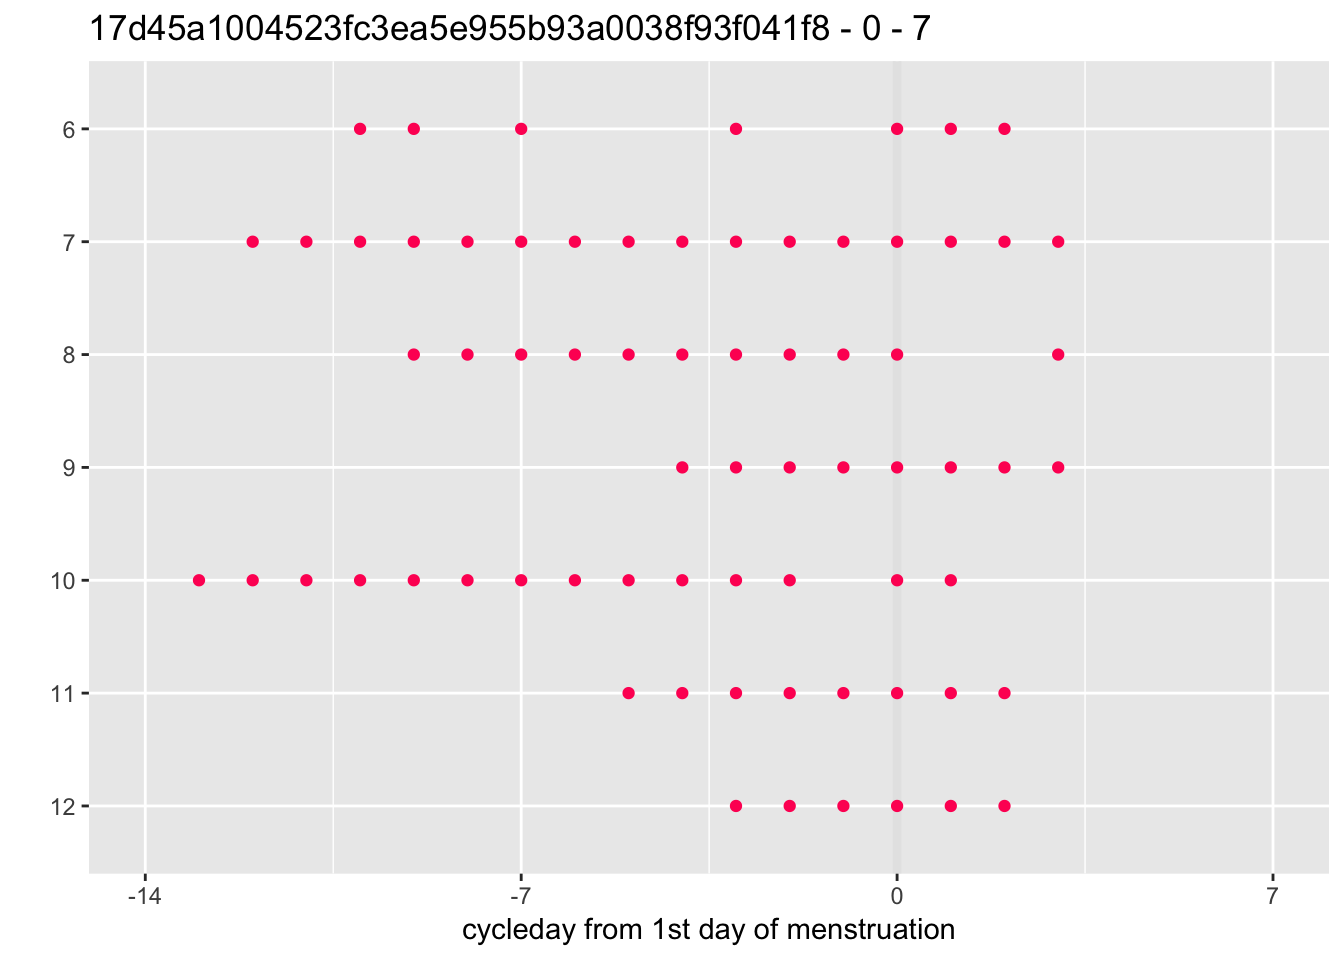 17d45a1004523fc3ea5e955b93a0038f93f041f8 - 0 - 7
6
7
8
9
10
11
12
-14 -7 0 7
cycleday from 1st day of menstruation